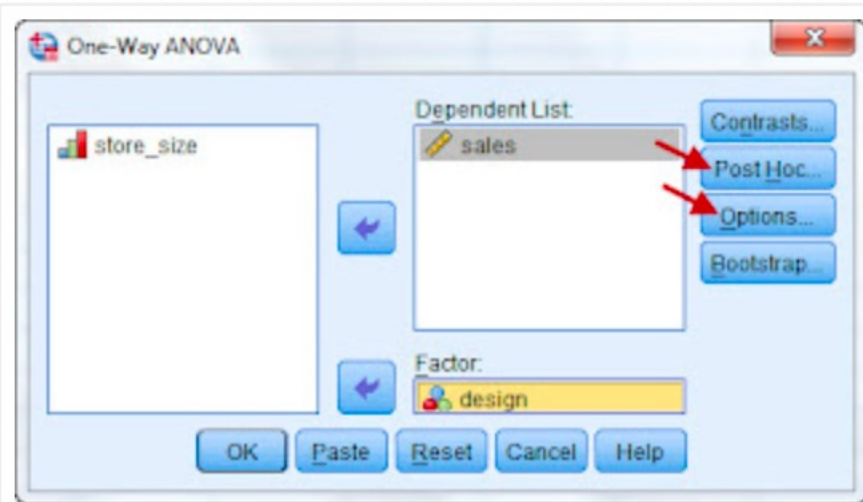 One-Way ANOVA
Dependent List:
store_size
sales
Contrasts...
Post Hoc...
Options...
Bootstrap...
Factor:
design
OK Paste Reset Cancel Help